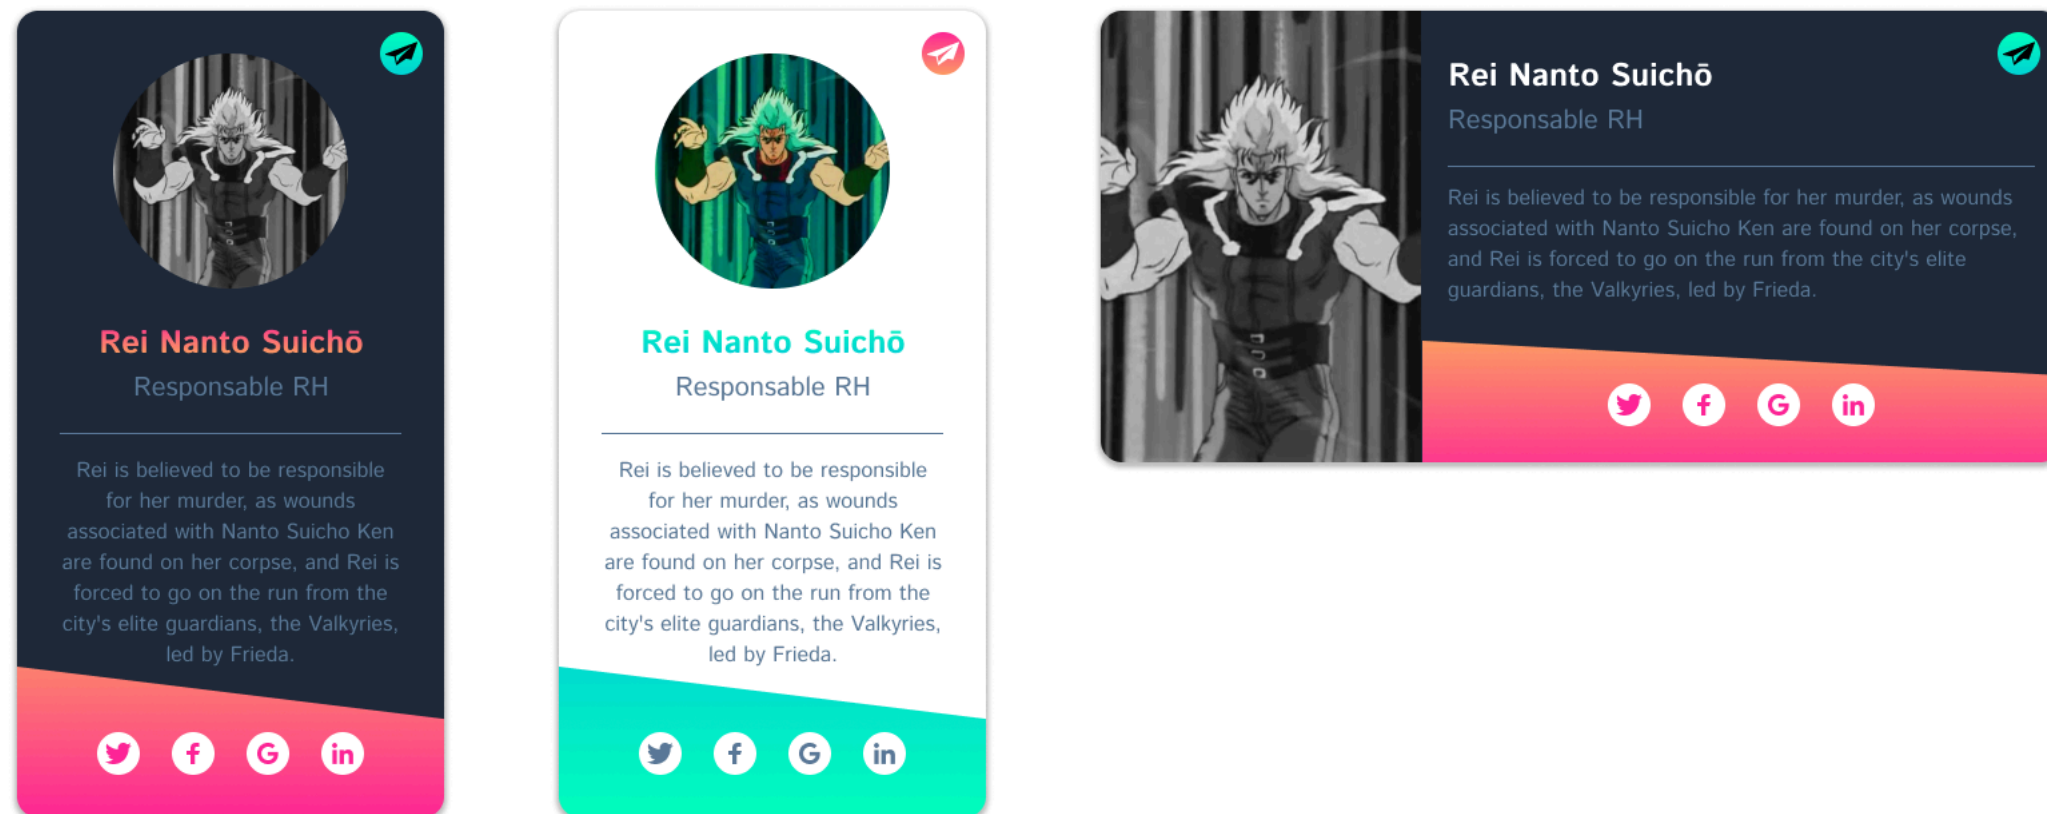 Rei Nanto Suichō
Responsable RH
Rei is believed to be responsible
for her murder, as wounds
associated with Nanto Suicho Ken
are found on her corpse, and Rei is
forced to go on the run from the
city's elite guardians, the Valkyries,
led by Frieda.
f
G
in
Rei Nanto Suichō
Responsable RH
Rei is believed to be responsible
for her murder, as wounds
associated with Nanto Suicho Ken
are found on her corpse, and Rei is
forced to go on the run from the
city's elite guardians, the Valkyries,
led by Frieda.
f
G
in
Rei Nanto Suichō
Responsable RH
Rei is believed to be responsible for her murder, as wounds
associated with Nanto Suicho Ken are found on her corpse,
and Rei is forced to go on the run from the city's elite
guardians, the Valkyries, led by Frieda.
f
G
in